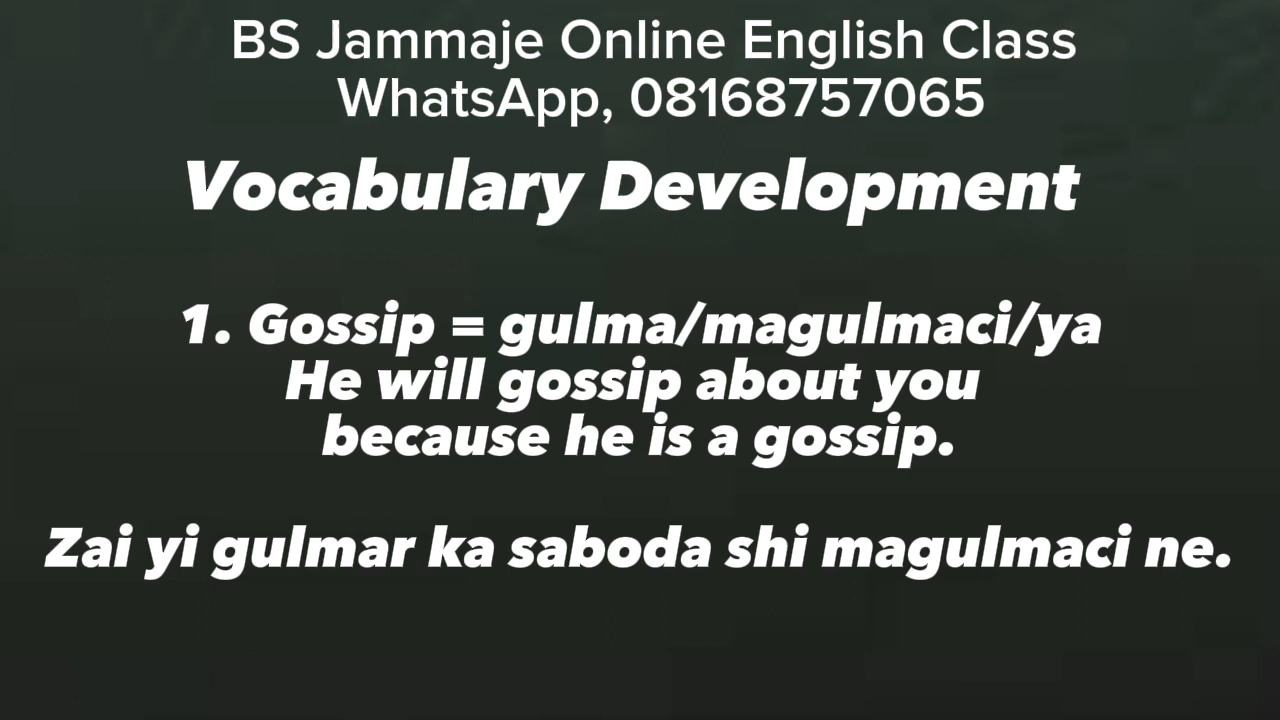 BS Jammaje Online English Class
WhatsApp, 08168757065
Vocabulary Development
1. Gossip = gulma/magulmaci/ya
He will gossip about you
because he is a gossip.
Zai yi gulmar ka saboda shi magulmaci ne.